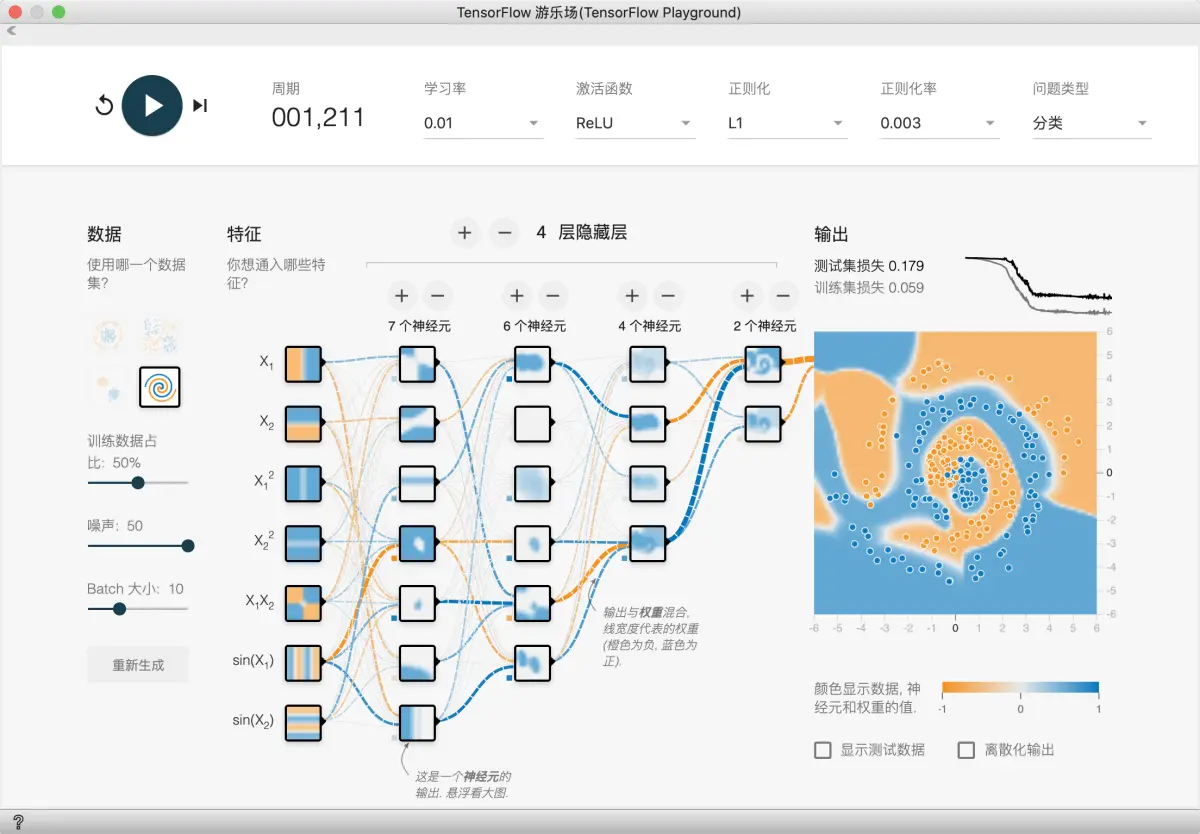 TensorFlow 游乐场(TensorFlow Playground)
周期
001,211
学习率
0.01
激活函数
ReLU
正则化
L1
正则化率
0.003
问题类型
分类
数据
使用哪一个数据
集?
训练数据占
比: 50%
噪声: 50
Batch 大小: 10
重新生成
特征
你想通入哪些特
征?
X1
X2
X1²
X2²
X1X2
sin(X1)
sin(X2)
+ − 4 层隐藏层
+ −
7 个神经元
+ −
6 个神经元
+ −
4 个神经元
+ −
2 个神经元
这是一个神经元的
输出. 悬浮看大图.
输出与权重混合,
线宽度代表的权重
(橙色为负, 蓝色为
正).
输出
测试集损失 0.179
训练集损失 0.059
6
5
4
3
2
1
0
-1
-2
-3
-4
-5
-6
-6 -5 -4 -3 -2 -1 0 1 2 3 4 5 6
颜色显示数据, 神
经元和权重的值.
-1 0 1
显示测试数据
离散化输出
?